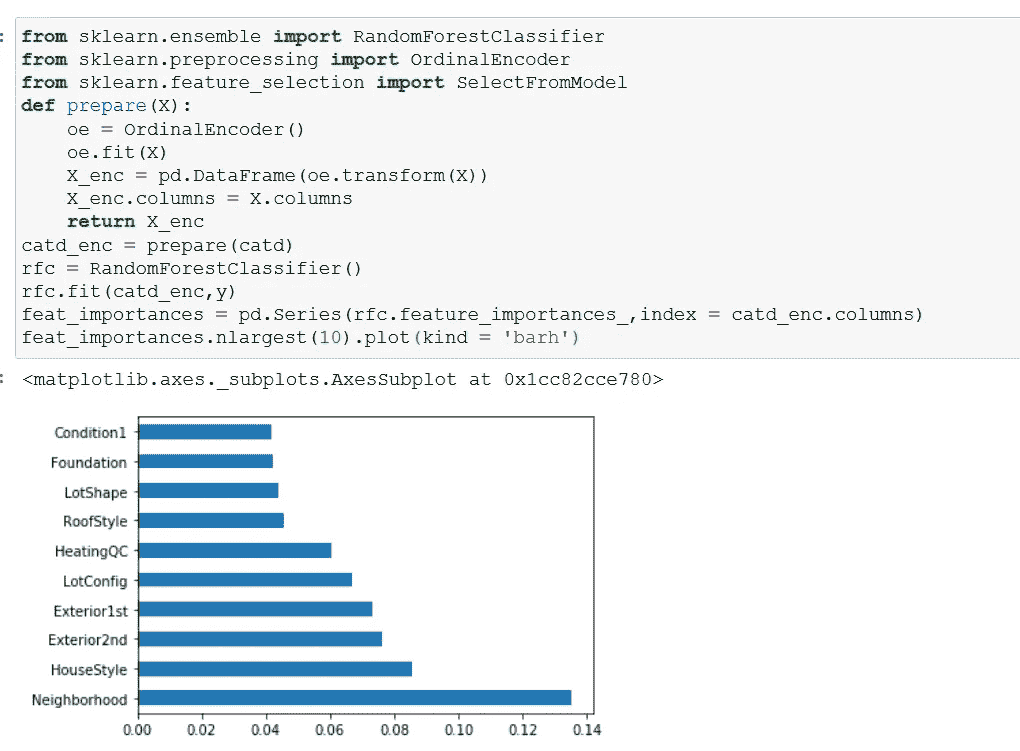 : from sklearn.ensemble import RandomForestClassifier
from sklearn.preprocessing import OrdinalEncoder
from sklearn.feature_selection import SelectFromModel
def prepare(X):
    oe = OrdinalEncoder()
    oe.fit(X)
    X_enc = pd.DataFrame(oe.transform(X))
    X_enc.columns = X.columns
    return X_enc
catd_enc = prepare(catd)
rfc = RandomForestClassifier()
rfc.fit(catd_enc,y)
feat_importances = pd.Series(rfc.feature_importances_,index = catd_enc.columns)
feat_importances.nlargest(10).plot(kind = 'barh')
: <matplotlib.axes._subplots.AxesSubplot at 0x1cc82cce780>
Condition1
Foundation
LotShape
RoofStyle
HeatingQC
LotConfig
Exterior1st
Exterior2nd
HouseStyle
Neighborhood
0.00 0.02 0.04 0.06 0.08 0.10 0.12 0.14